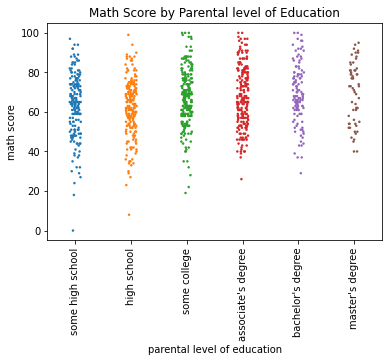 Math Score by Parental level of Education
math score
100
80
60
40
20
0
some high school
high school
some college
associate's degree
bachelor's degree
master's degree
parental level of education